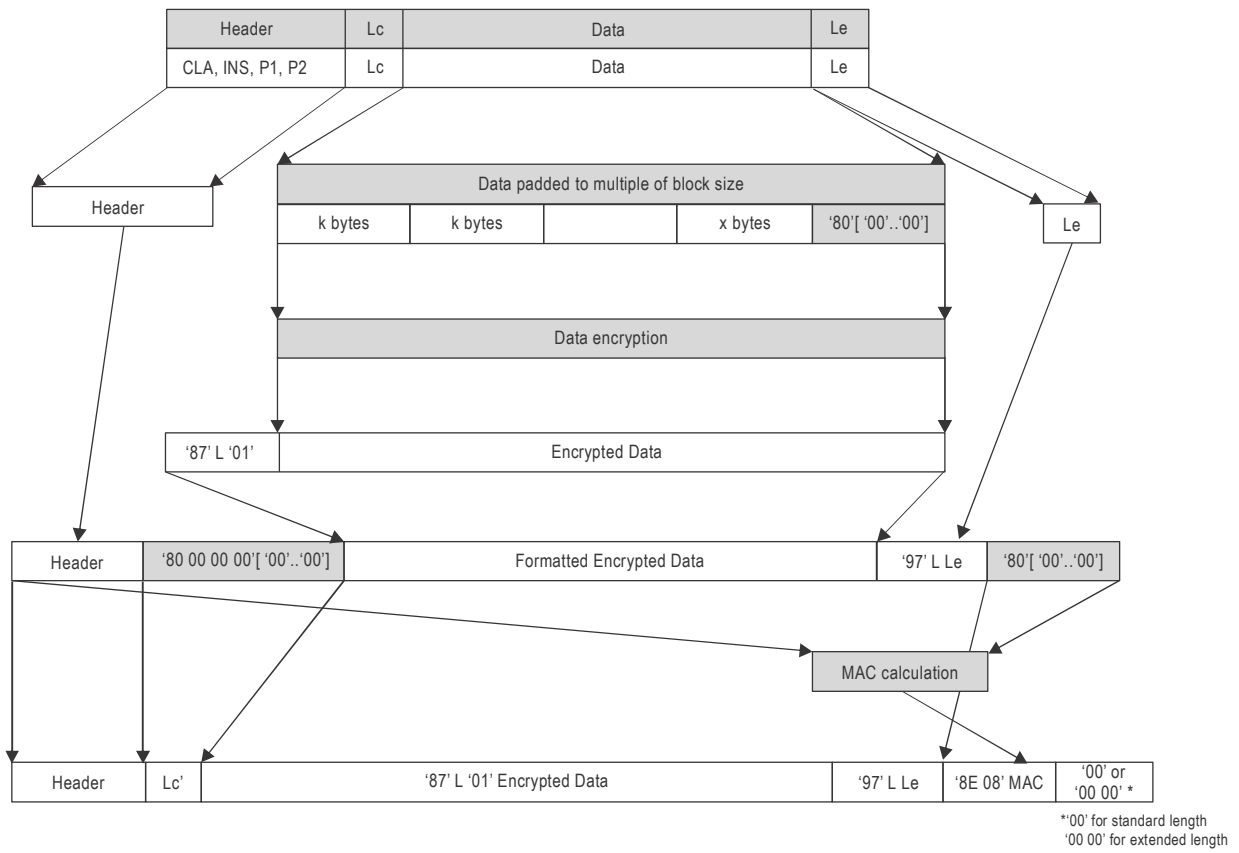 Header Lc Data Le
CLA, INS, P1, P2 Lc Data Le
Data padded to multiple of block size
Header
k bytes k bytes x bytes ‘80’[ ‘00’..‘00’]
Le
Data encryption
‘87’ L ‘01’ Encrypted Data
Header ‘80 00 00 00’[ ‘00’..‘00’] Formatted Encrypted Data ‘97’ L Le ‘80’[ ‘00’..‘00’]
MAC calculation
Header Lc’ ‘87’ L ‘01’ Encrypted Data ‘97’ L Le ‘8E 08’ MAC ‘00’ or
‘00 00’ *
*‘00’ for standard length
‘00 00’ for extended length